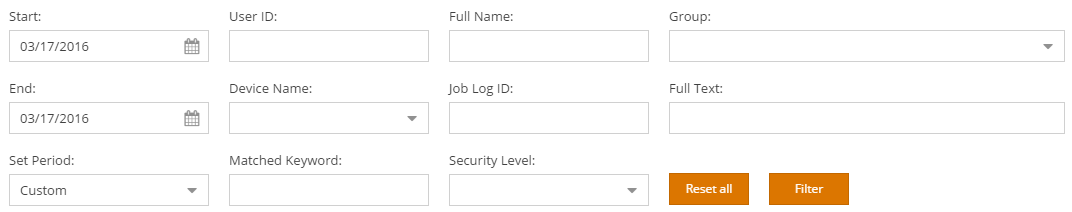 Start: User ID: Full Name: Group:
03/17/2016
End: Device Name: Job Log ID: Full Text:
03/17/2016
Set Period: Matched Keyword: Security Level:
Custom Reset all Filter